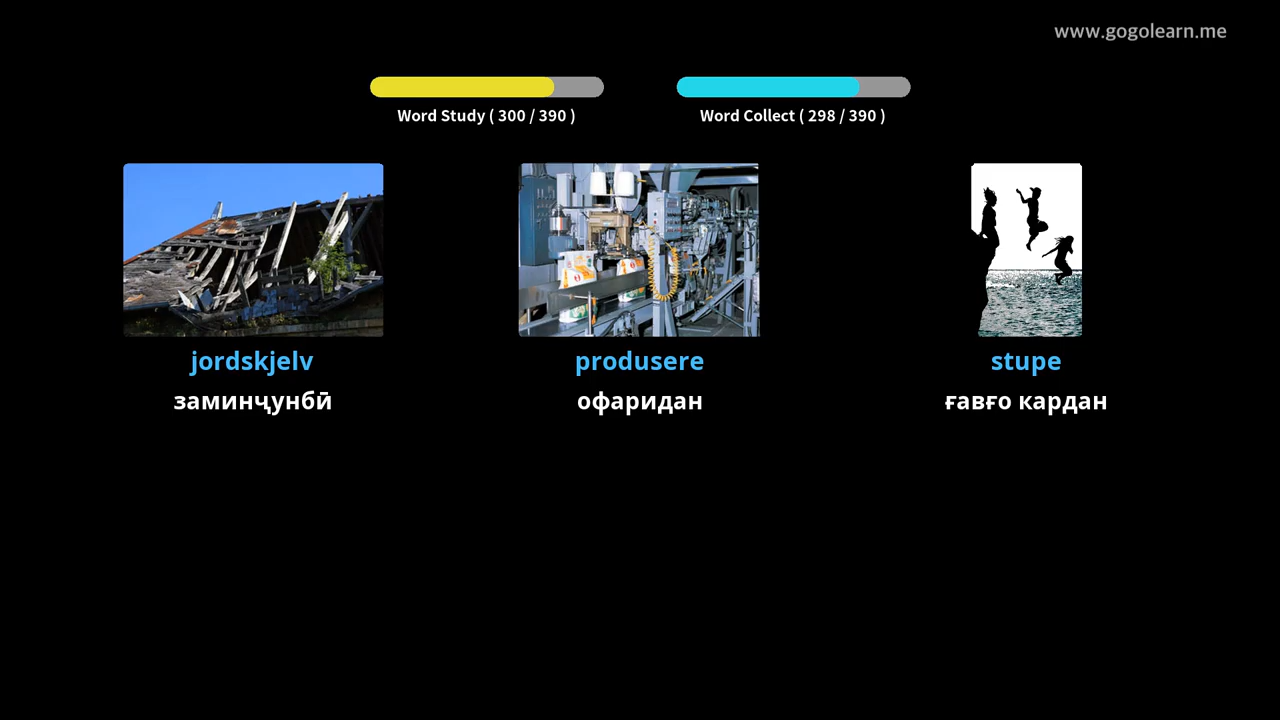 www.gogolearn.me
Word Study ( 300 / 390 )
Word Collect ( 298 / 390 )
jordskjelv
produsere
stupe
заминҷунбӣ
офаридан
ғавғо кардан